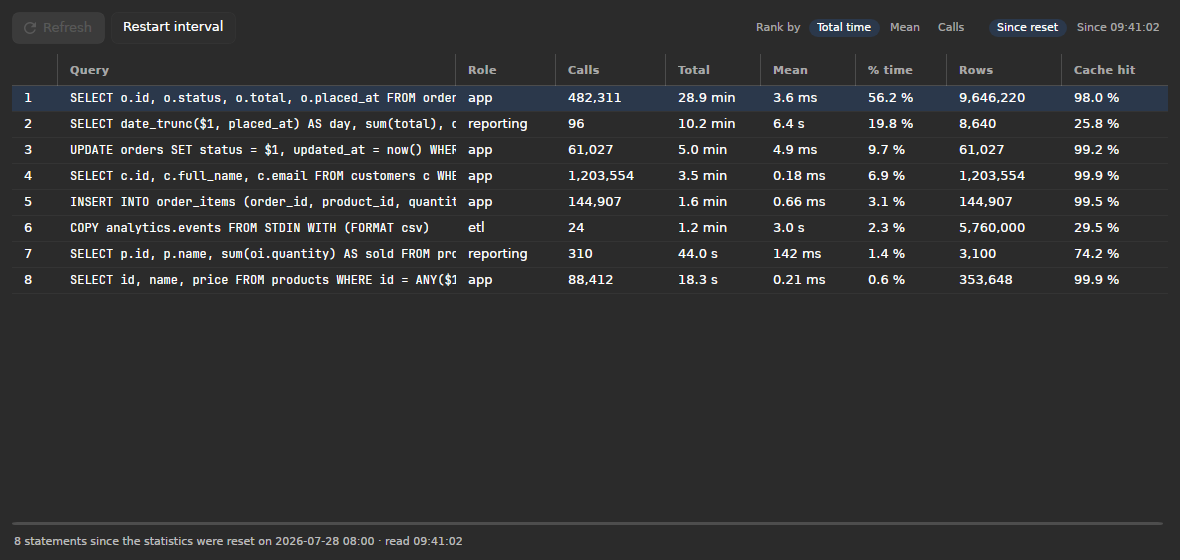 Refresh Restart interval Rank by Total time Mean Calls Since reset Since 09:41:02
Query Role Calls Total Mean % time Rows Cache hit
1 SELECT o.id, o.status, o.total, o.placed_at FROM order app 482,311 28.9 min 3.6 ms 56.2 % 9,646,220 98.0 %
2 SELECT date_trunc($1, placed_at) AS day, sum(total), c reporting 96 10.2 min 6.4 s 19.8 % 8,640 25.8 %
3 UPDATE orders SET status = $1, updated_at = now() WHER app 61,027 5.0 min 4.9 ms 9.7 % 61,027 99.2 %
4 SELECT c.id, c.full_name, c.email FROM customers c WHE app 1,203,554 3.5 min 0.18 ms 6.9 % 1,203,554 99.9 %
5 INSERT INTO order_items (order_id, product_id, quantit app 144,907 1.6 min 0.66 ms 3.1 % 144,907 99.5 %
6 COPY analytics.events FROM STDIN WITH (FORMAT csv) etl 24 1.2 min 3.0 s 2.3 % 5,760,000 29.5 %
7 SELECT p.id, p.name, sum(oi.quantity) AS sold FROM pro reporting 310 44.0 s 142 ms 1.4 % 3,100 74.2 %
8 SELECT id, name, price FROM products WHERE id = ANY($1 app 88,412 18.3 s 0.21 ms 0.6 % 353,648 99.9 %
8 statements since the statistics were reset on 2026-07-28 08:00 · read 09:41:02